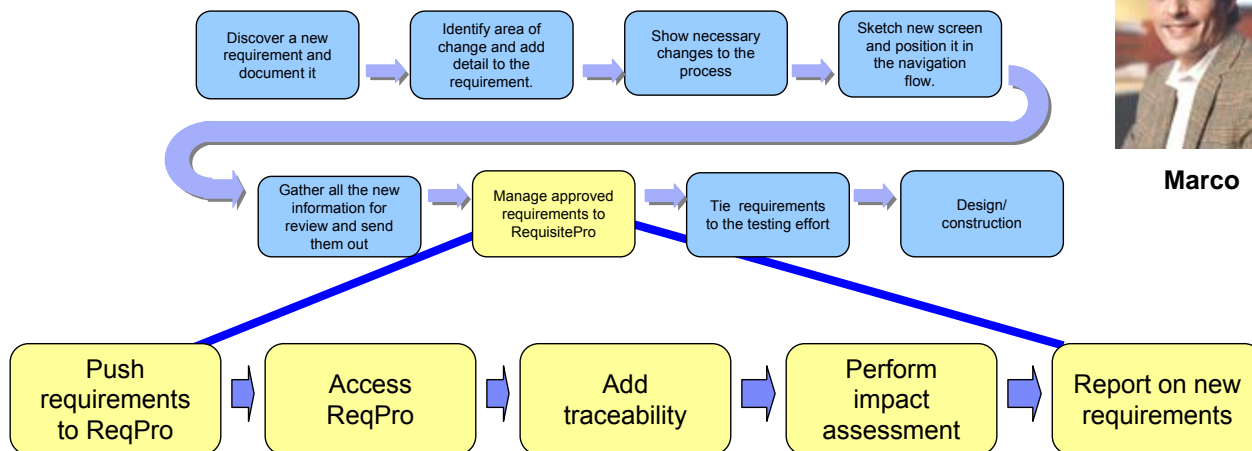 Discover a new
requirement and
document it
Identify area of
change and add
detail to the
requirement.
Show necessary
changes to the
process
Sketch new screen
and position it in
the navigation
flow.
Marco
Gather all the new
information for
review and send
them out
Manage approved
requirements to
RequisitePro
Tie requirements
to the testing effort
Design/
construction
Push
requirements
to ReqPro
Access
ReqPro
Add
traceability
Perform
impact
assessment
Report on new
requirements